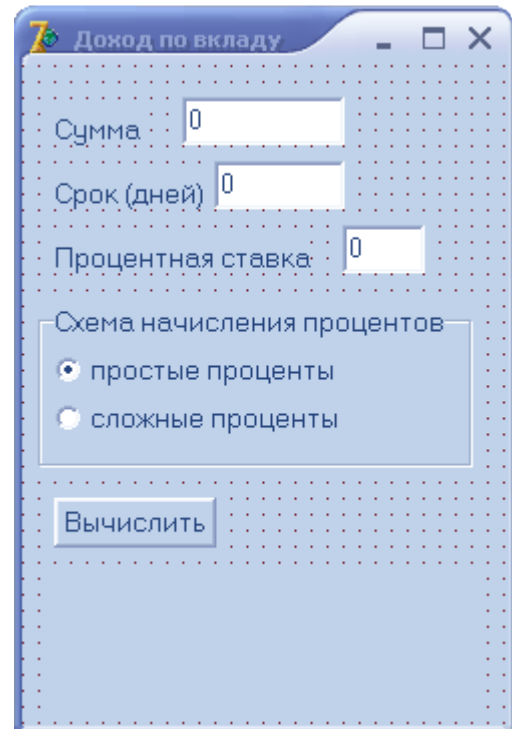 Доход по вкладу
Сумма 0
Срок (дней) 0
Процентная ставка 0
Схема начисления процентов
простые проценты
сложные проценты
Вычислить